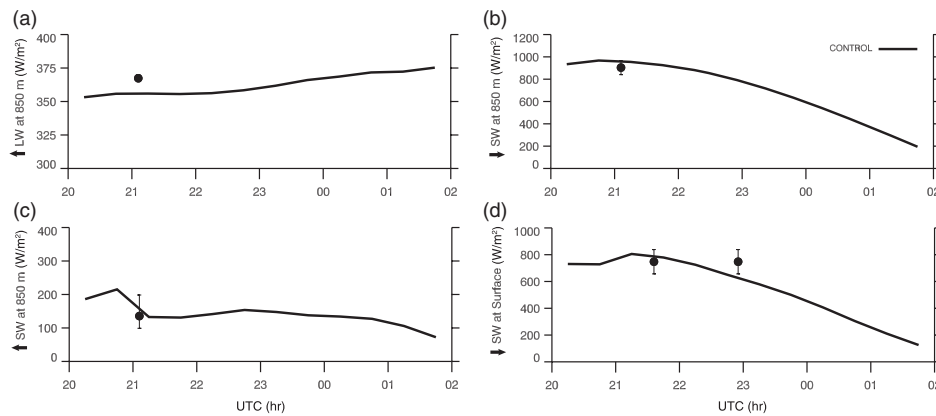 (a)
400
375
350
325
300
LW at 850 m (W/m²)
20 21 22 23 00 01 02
(b)
1200
1000
800
600
400
200
0
SW at 850 m (W/m²)
CONTROL
20 21 22 23 00 01 02
(c)
400
300
200
100
0
SW at 850 m (W/m²)
20 21 22 23 00 01 02
UTC (hr)
(d)
1000
800
600
400
200
0
SW at Surface (W/m²)
20 21 22 23 00 01 02
UTC (hr)